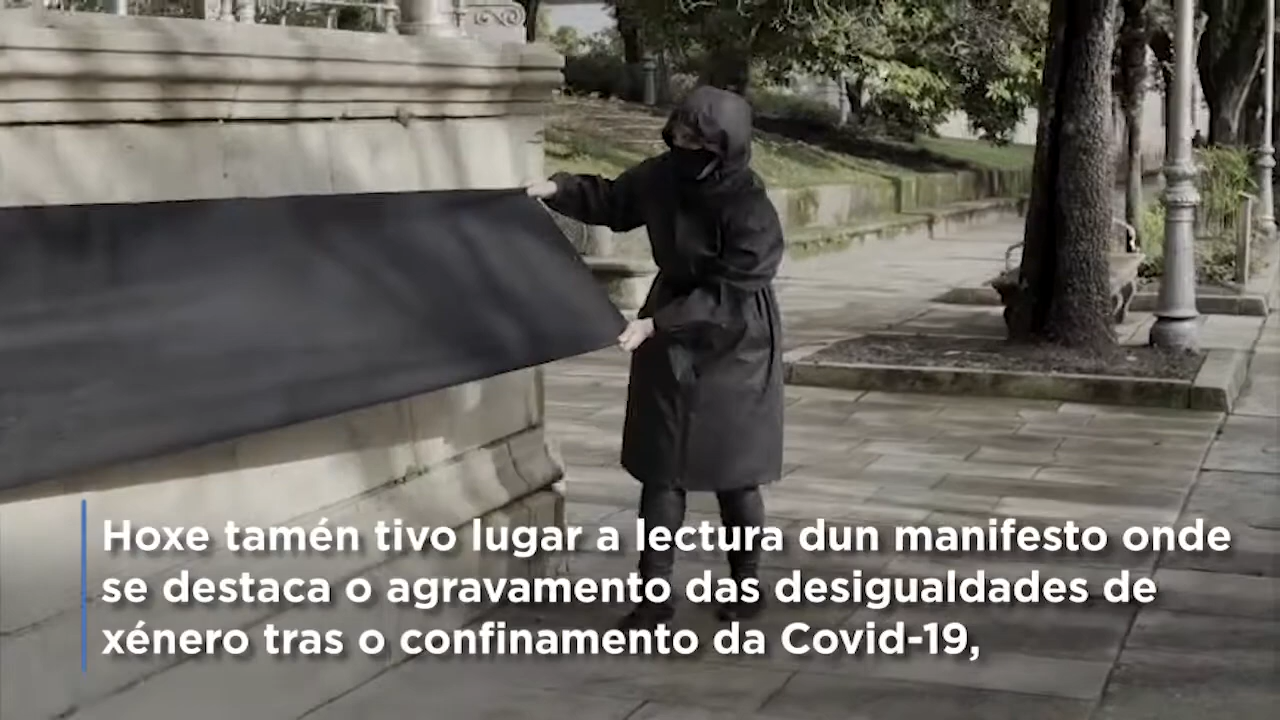 Hoxe tamén tivo lugar a lectura dun manifesto onde
se destaca o agravamento das desigualdades de
xénero tras o confinamento da Covid-19,